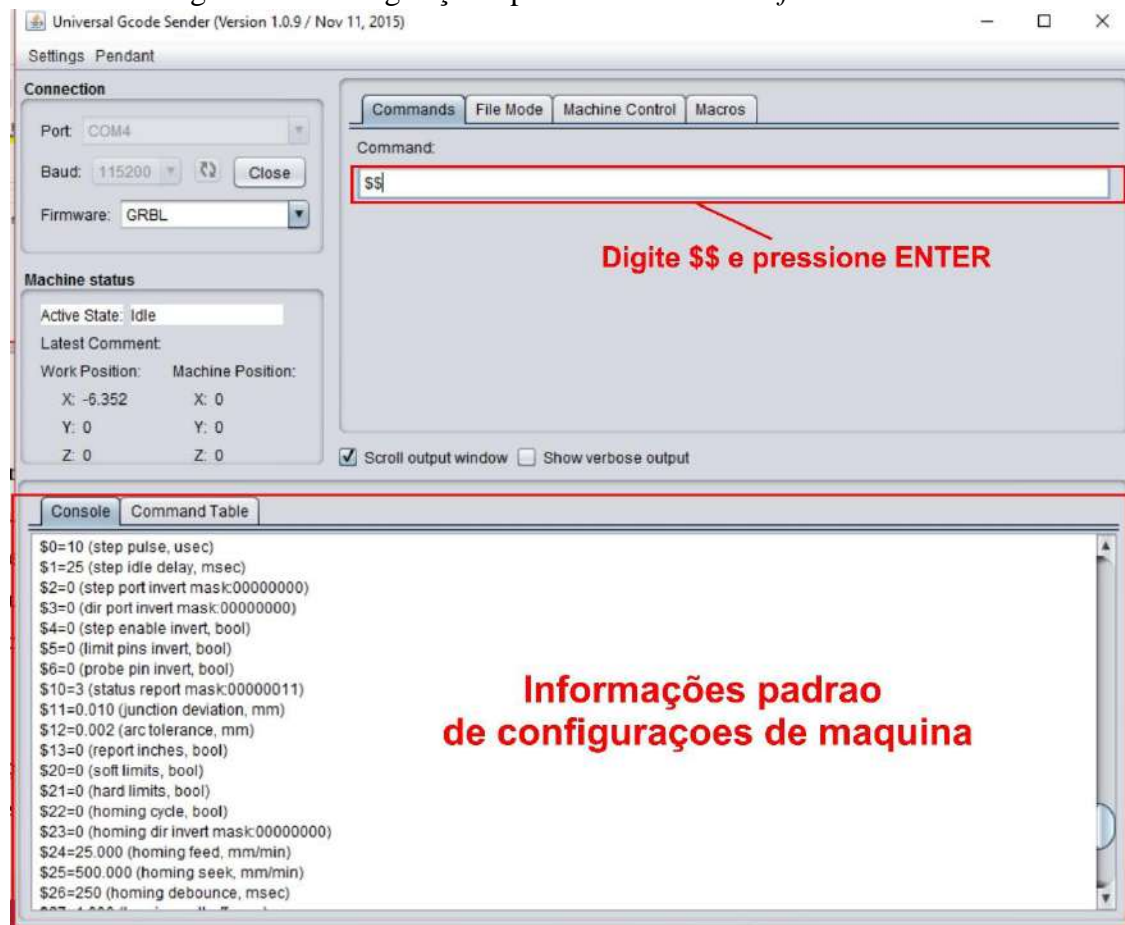 Universal Gcode Sender (Version 1.0.9 / Nov 11, 2015)
Settings Pendant
Connection
Port: COM4
Baud: 115200
Close
Firmware: GRBL
Commands File Mode Machine Control Macros
Command:
$$
Digite $$ e pressione ENTER
Machine status
Active State: Idle
Latest Comment:
Work Position: Machine Position:
X: -6.352 X: 0
Y: 0 Y: 0
Z: 0 Z: 0
Scroll output window Show verbose output
Console Command Table
$0=10 (step pulse, usec)
$1=25 (step idle delay, msec)
$2=0 (step port invert mask:00000000)
$3=0 (dir port invert mask:00000000)
$4=0 (step enable invert, bool)
$5=0 (limit pins invert, bool)
$6=0 (probe pin invert, bool)
$10=3 (status report mask:00000011)
$11=0.010 (junction deviation, mm)
$12=0.002 (arc tolerance, mm)
$13=0 (report inches, bool)
$20=0 (soft limits, bool)
$21=0 (hard limits, bool)
$22=0 (homing cycle, bool)
$23=0 (homing dir invert mask:00000000)
$24=25.000 (homing feed, mm/min)
$25=500.000 (homing seek, mm/min)
$26=250 (homing debounce, msec)
Informações padrao
de configuraçoes de maquina